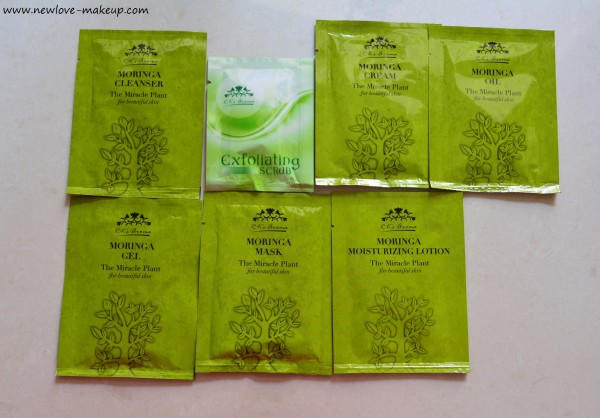 www.newlove-makeup.com
MORINGA
CLEANSER
The Miracle Plant
for beautiful skin
Exfoliating
SCRUB
MORINGA
CREAM
The Miracle Plant
for beautiful skin
MORINGA
OIL
The Miracle Plant
for beautiful skin
MORINGA
GEL
The Miracle Plant
for beautiful skin
MORINGA
MASK
The Miracle Plant
for beautiful skin
MORINGA
MOISTURIZING LOTION
The Miracle Plant
for beautiful skin